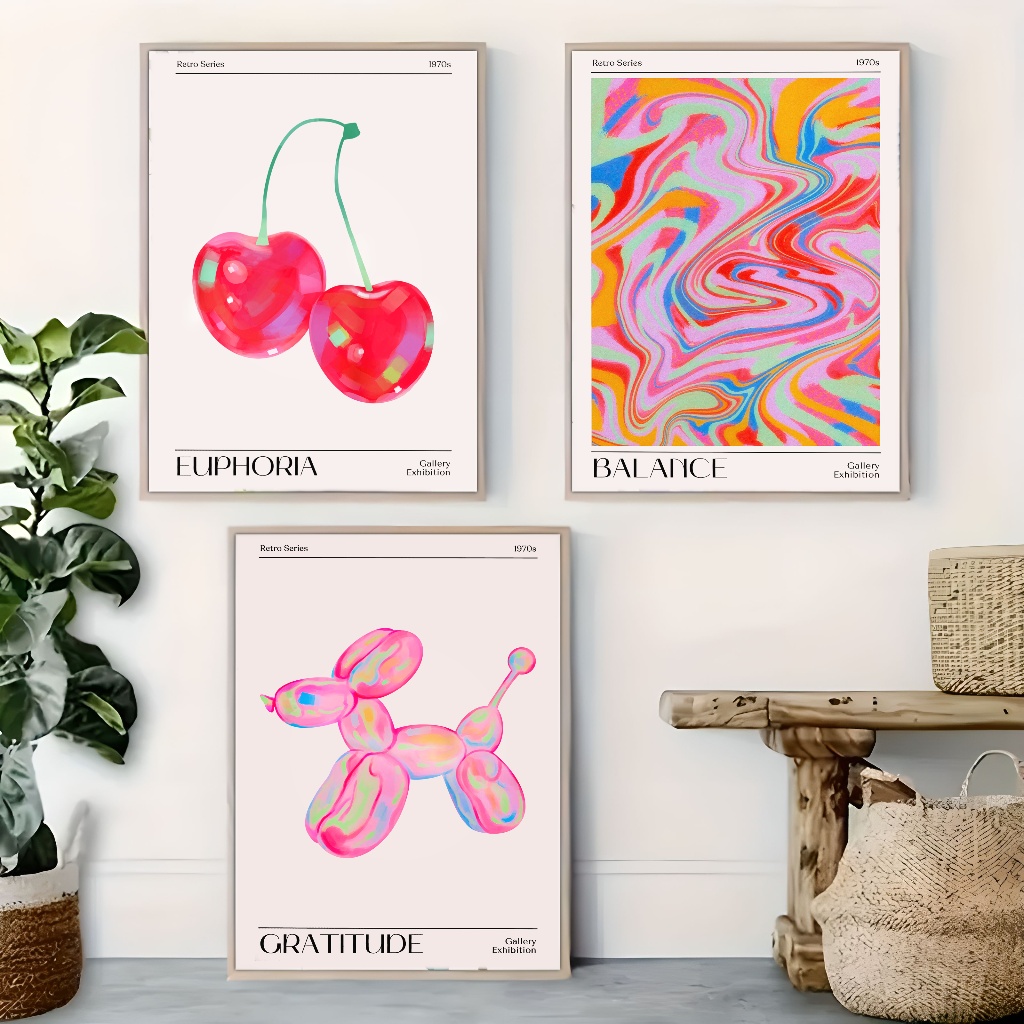 Retro Series 1970s
EUPHORIA
Gallery
Exhibition
Retro Series 1970s
BALANCE
Gallery
Exhibition
Retro Series 1970s
GRATITUDE
Gallery
Exhibition